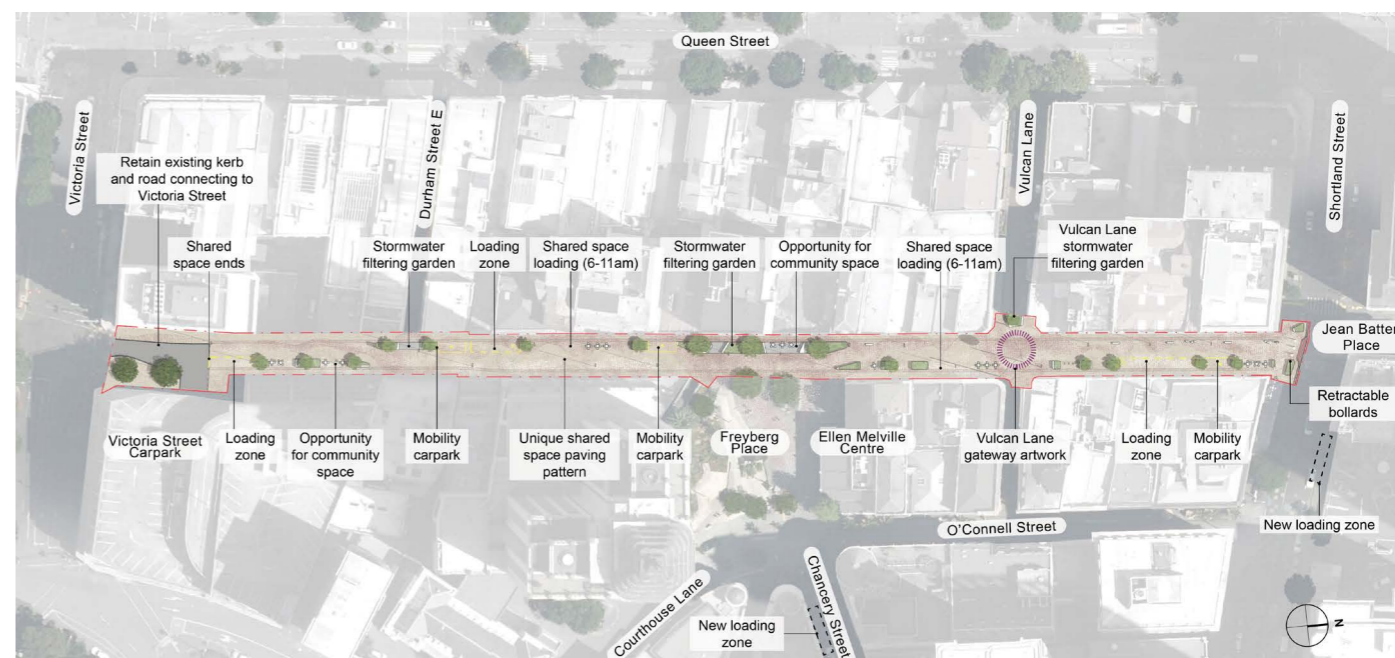 Queen Street
Victoria Street
Durham Street E
Vulcan Lane
Shortland Street
Retain existing kerb
and road connecting to
Victoria Street
Shared
space ends
Stormwater
filtering garden
Loading
zone
Shared space
loading (6-11am)
Stormwater
filtering garden
Opportunity for
community space
Shared space
loading (6-11am)
Vulcan Lane
stormwater
filtering garden
Jean Batten
Place
Retractable
bollards
Victoria Street
Carpark
Loading
zone
Opportunity
for community
space
Mobility
carpark
Unique shared
space paving
pattern
Mobility
carpark
Freyberg
Place
Ellen Melville
Centre
Vulcan Lane
gateway artwork
Loading
zone
Mobility
carpark
New loading zone
O'Connell Street
Courthouse Lane
New loading
zone
Chancery Street
N